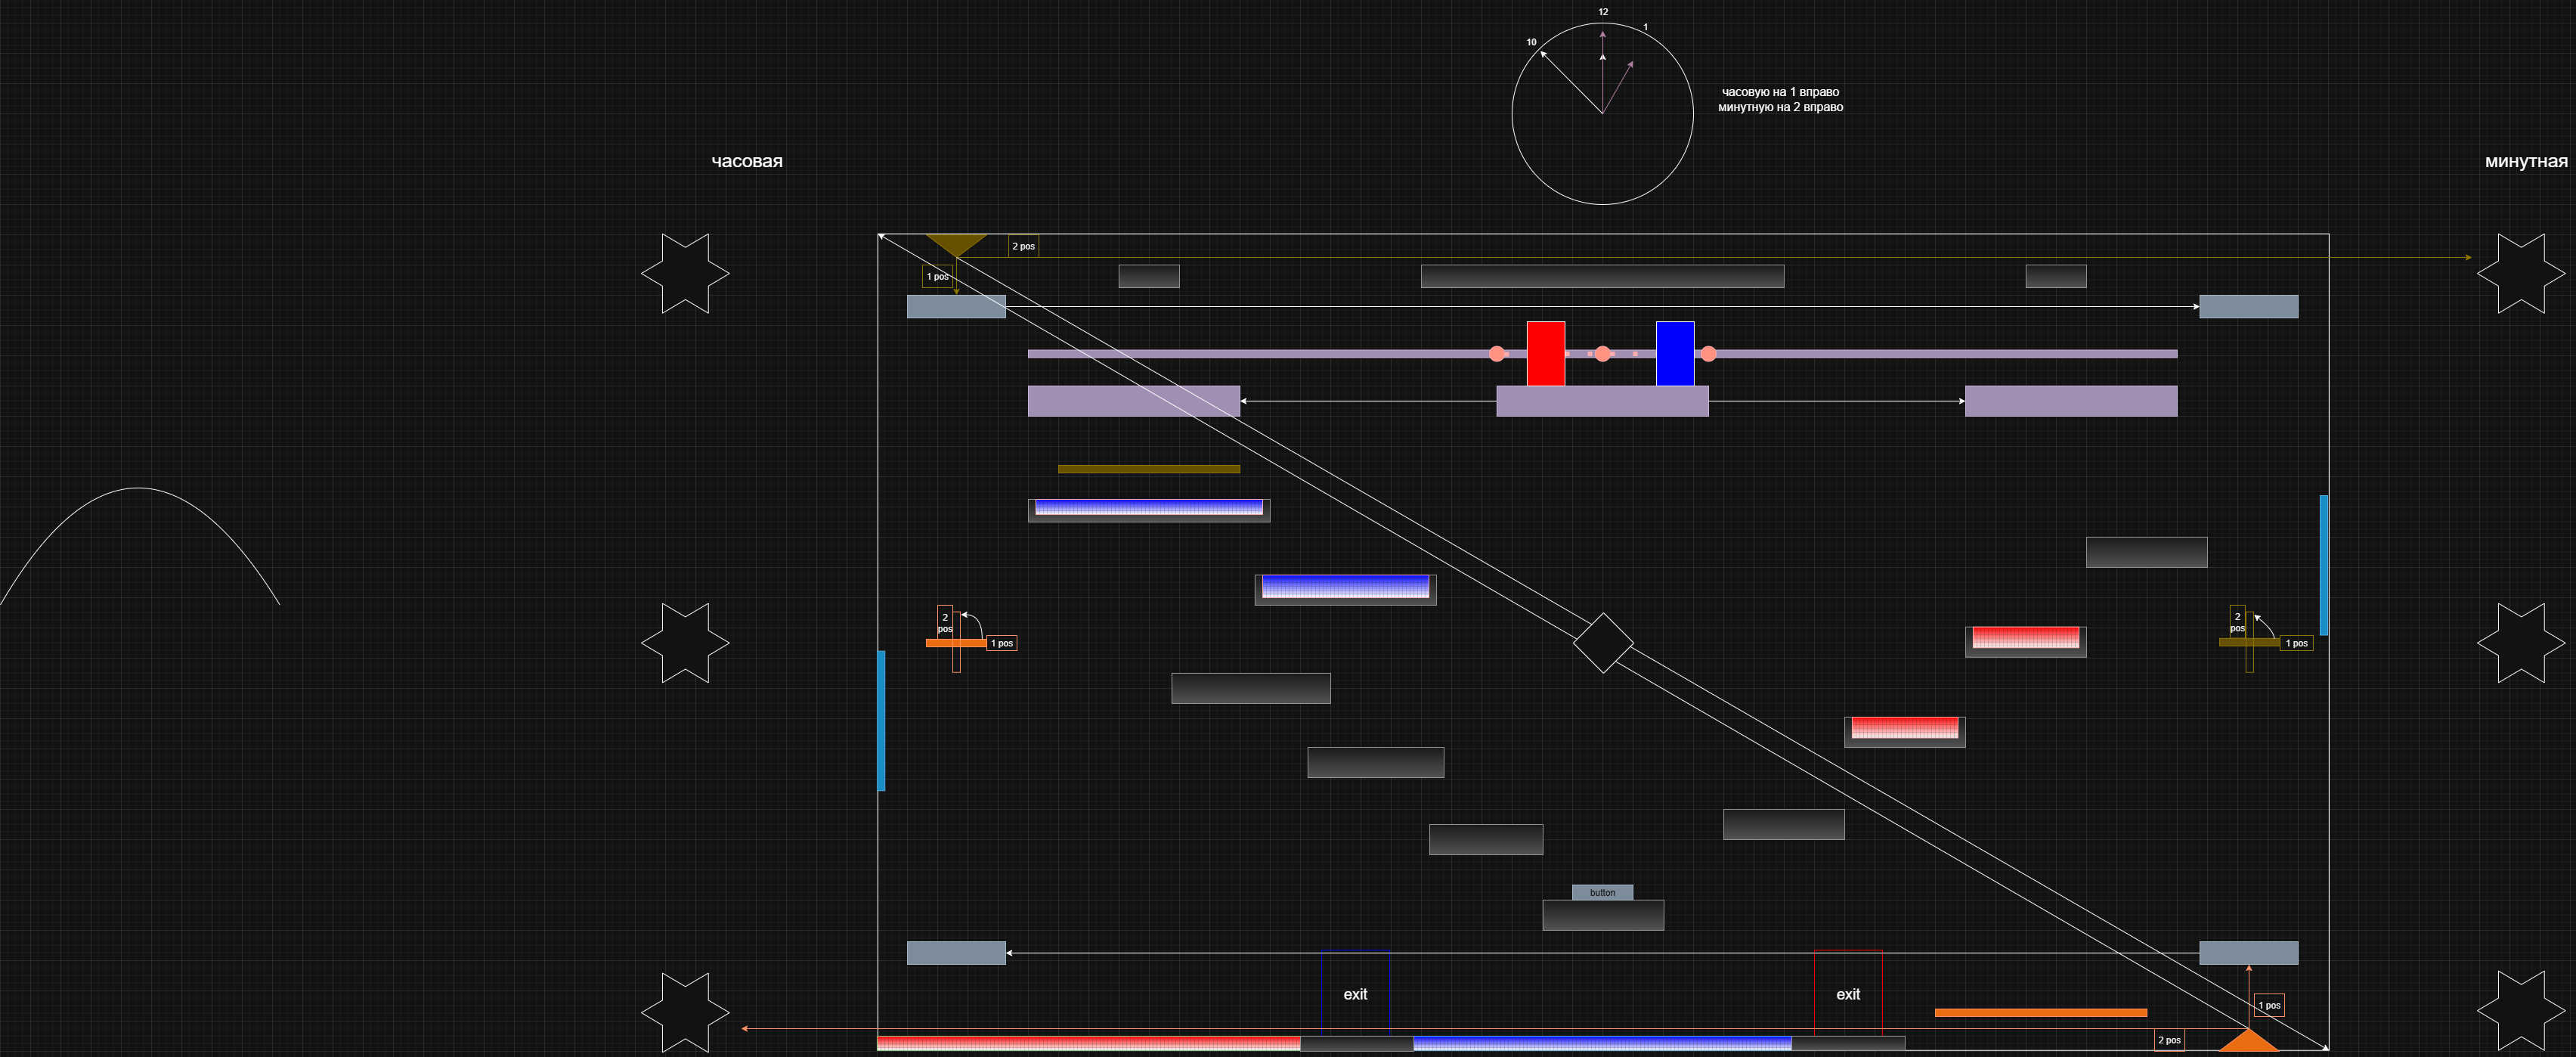 12
1
10
часовую на 1 вправо
минутную на 2 вправо
часовая
минутная
2 pos
1 pos
2
pos
1 pos
2
pos
1 pos
button
exit
exit
1 pos
2 pos